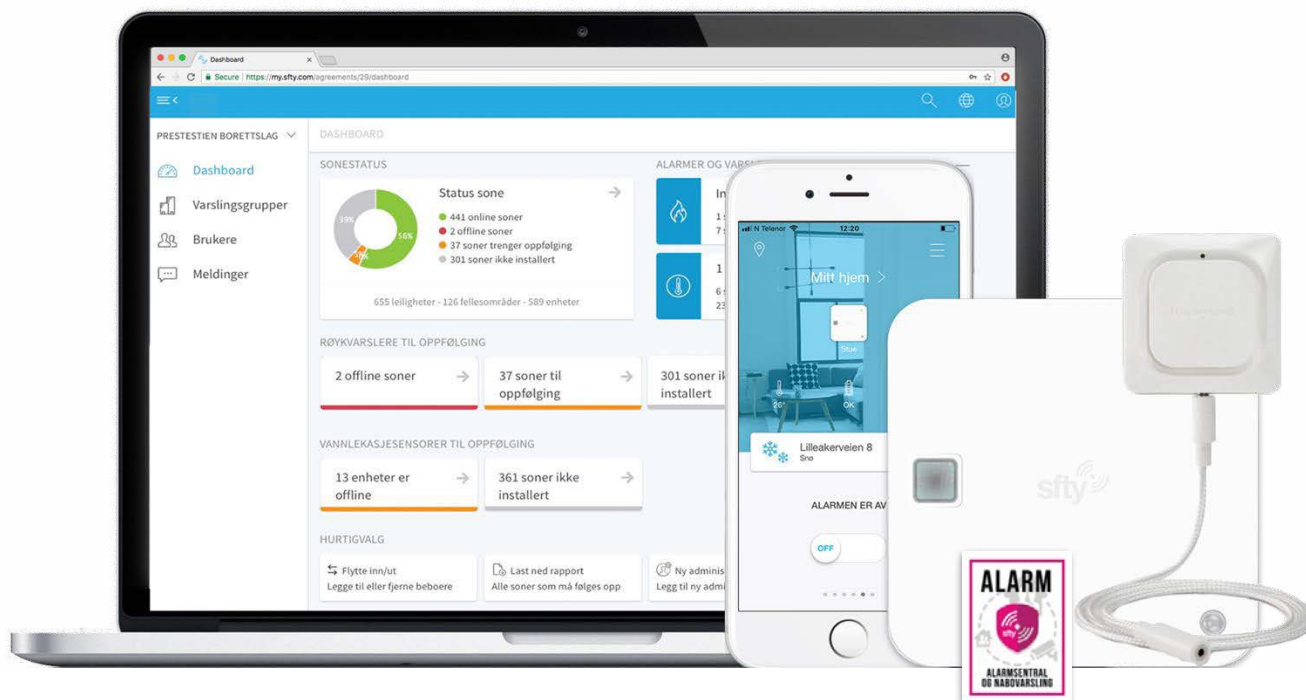 Dashboard
Secure https://my.sfty.com/agreements/29/dashboard
PRESTESTIEN BORETTSLAG
DASHBOARD
Dashboard
Varslingsgrupper
Brukere
Meldinger
SONESTATUS
Status sone
39%
56%
441 online soner
2 offline soner
37 soner trenger oppfølging
301 soner ikke installert
655 leiligheter - 126 fellesområder - 589 enheter
ALARMER OG
RØYKVARSLERE TIL OPPFØLGING
2 offline soner
37 soner til
oppfølging
301 soner
installert
VANNLEKASJESENSORER TIL OPPFØLGING
13 enheter er
offline
361 soner ikke
installert
HURTIGVALG
Flytte inn/ut
Legge til eller fjerne beboere
Last ned rapport
Alle soner som må følges opp
Ny
Legg til ny
N Telenor
12:20
Mitt hjem
Stue
26°
OK
Lilleakerveien 8
Snø
ALARMEN ER AV
OFF
sfty
Honeywell
ALARM
sfty
ALARMSENTRAL
OG NABOVARSLING